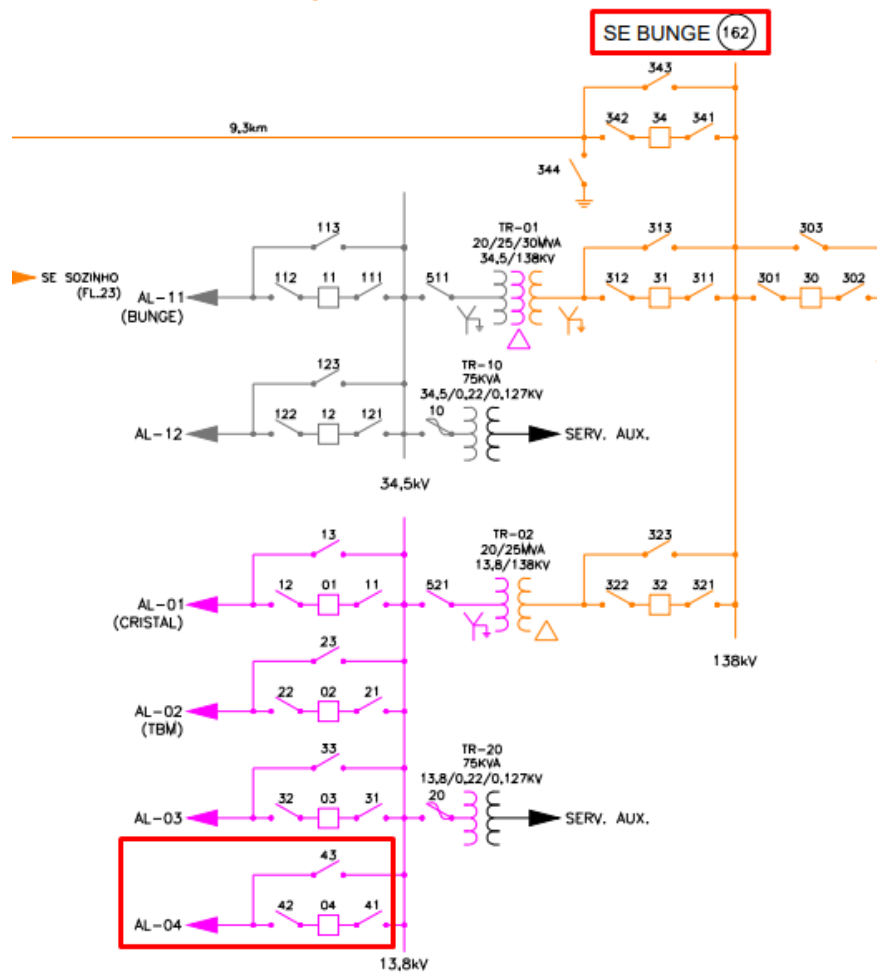 SE BUNGE 162
343
9,3km
342 34 341
344
113
TR-01
20/25/30MVA
34,5/138KV
313
303
SE SOZINHO
(FL.23)
AL-11
(BUNGE)
112 11 111
511
312 31 311
301 30 302
123
TR-10
75KVA
34,5/0,22/0,127KV
AL-12
122 12 121
10
SERV. AUX.
34,5kV
13
TR-02
20/25MVA
13,8/138KV
323
AL-01
(CRISTAL)
12 01 11
521
322 32 321
23
138kV
AL-02
(TBM)
22 02 21
33
TR-20
75KVA
13,8/0,22/0,127KV
AL-03
32 03 31
20
SERV. AUX.
43
AL-04
42 04 41
13,8kV